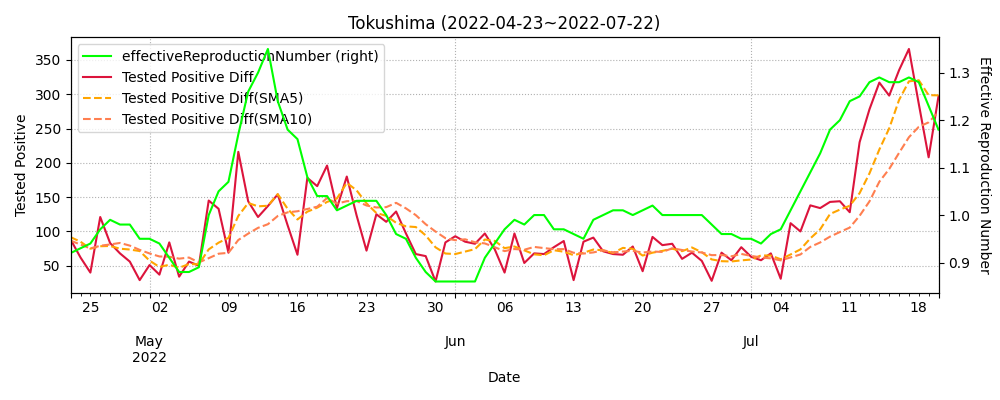 Tokushima (2022-04-23~2022-07-22)
effectiveReproductionNumber (right)
Tested Positive Diff
Tested Positive Diff(SMA5)
Tested Positive Diff(SMA10)
Tested Positive
350
300
250
200
150
100
50
1.3
1.2
1.1
1.0
0.9
Effective Reproduction Number
25 02 09 16 23 30 06 13 20 27 04 11 18
May Jun Jul
2022
Date